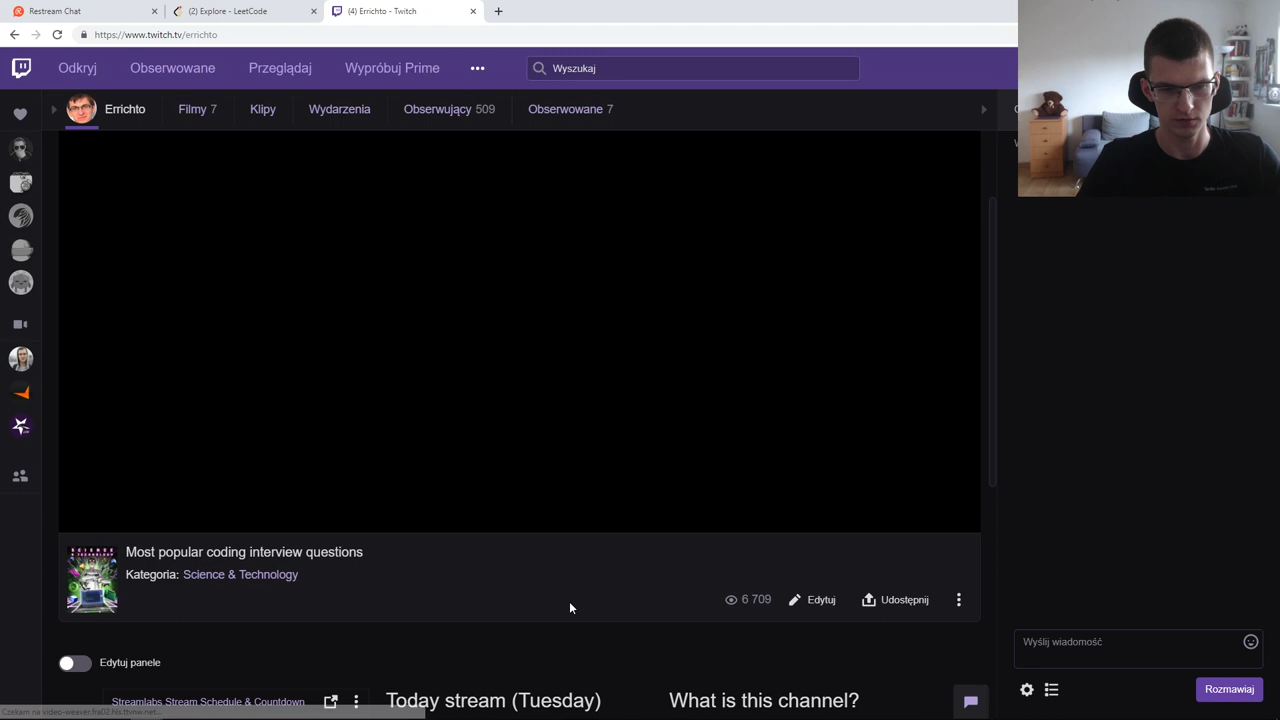 Restream Chat
(2) Explore - LeetCode
(4) Errichto - Twitch
https://www.twitch.tv/errichto
Odkryj Obserwowane Przeglądaj Wypróbuj Prime ••• Wyszukaj
Errichto Filmy 7 Klipy Wydarzenia Obserwujący 509 Obserwowane 7
Most popular coding interview questions
Kategoria: Science & Technology
6 709 Edytuj Udostępnij
Wyślij wiadomość
Edytuj panele
Rozmawiaj
Streamlabs Stream Schedule & Countdown
Today stream (Tuesday)
What is this channel?